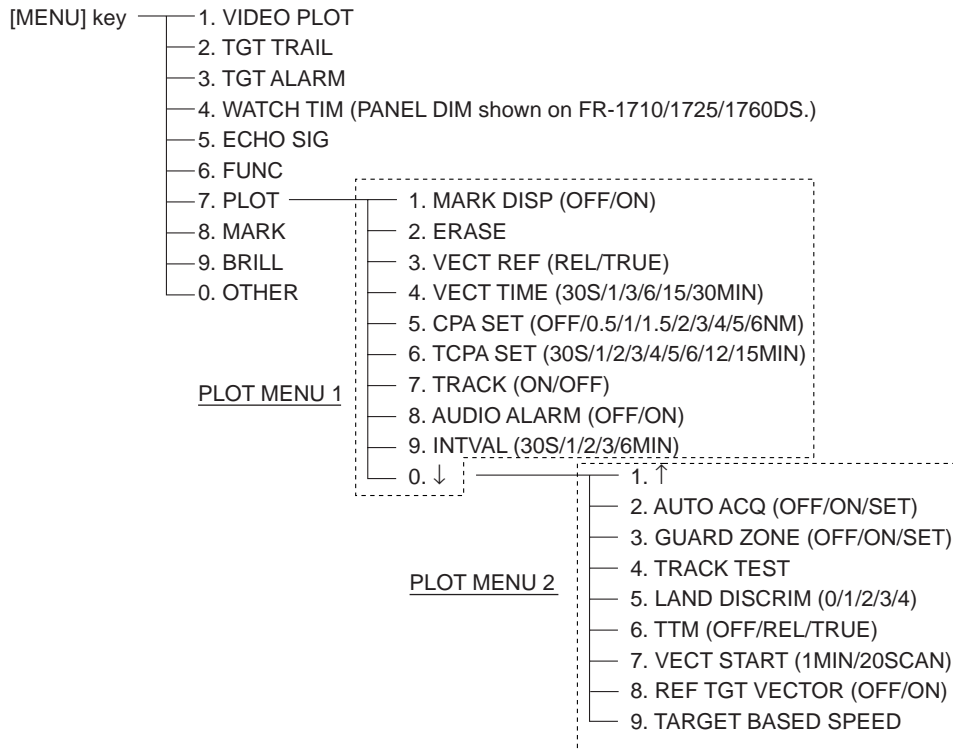 [MENU] key
1. VIDEO PLOT
2. TGT TRAIL
3. TGT ALARM
4. WATCH TIM (PANEL DIM shown on FR-1710/1725/1760DS.)
5. ECHO SIG
6. FUNC
7. PLOT
8. MARK
9. BRILL
0. OTHER
PLOT MENU 1
1. MARK DISP (OFF/ON)
2. ERASE
3. VECT REF (REL/TRUE)
4. VECT TIME (30S/1/3/6/15/30MIN)
5. CPA SET (OFF/0.5/1/1.5/2/3/4/5/6NM)
6. TCPA SET (30S/1/2/3/4/5/6/12/15MIN)
7. TRACK (ON/OFF)
8. AUDIO ALARM (OFF/ON)
9. INTVAL (30S/1/2/3/6MIN)
0. ↓
PLOT MENU 2
1. ↑
2. AUTO ACQ (OFF/ON/SET)
3. GUARD ZONE (OFF/ON/SET)
4. TRACK TEST
5. LAND DISCRIM (0/1/2/3/4)
6. TTM (OFF/REL/TRUE)
7. VECT START (1MIN/20SCAN)
8. REF TGT VECTOR (OFF/ON)
9. TARGET BASED SPEED